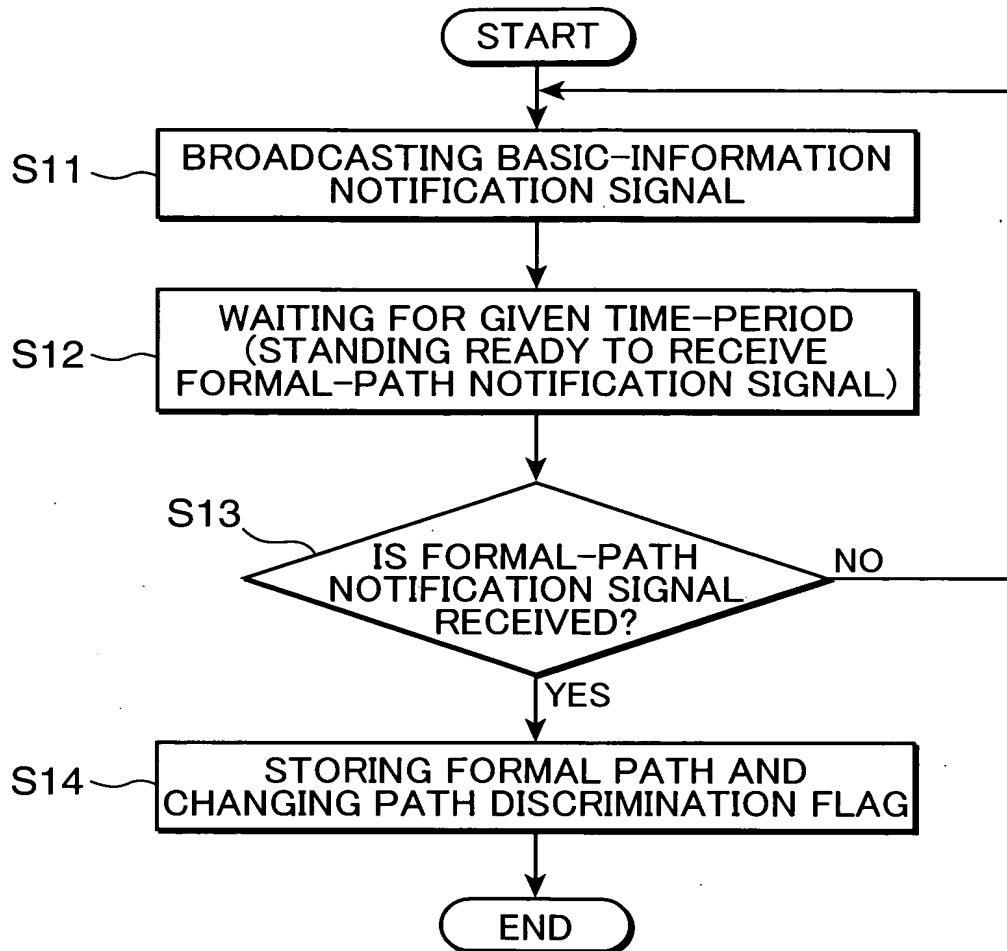 START
S11
BROADCASTING BASIC-INFORMATION
NOTIFICATION SIGNAL
S12
WAITING FOR GIVEN TIME-PERIOD
(STANDING READY TO RECEIVE
FORMAL-PATH NOTIFICATION SIGNAL)
S13
IS FORMAL-PATH
NOTIFICATION SIGNAL
RECEIVED?
NO
YES
S14
STORING FORMAL PATH AND
CHANGING PATH DISCRIMINATION FLAG
END